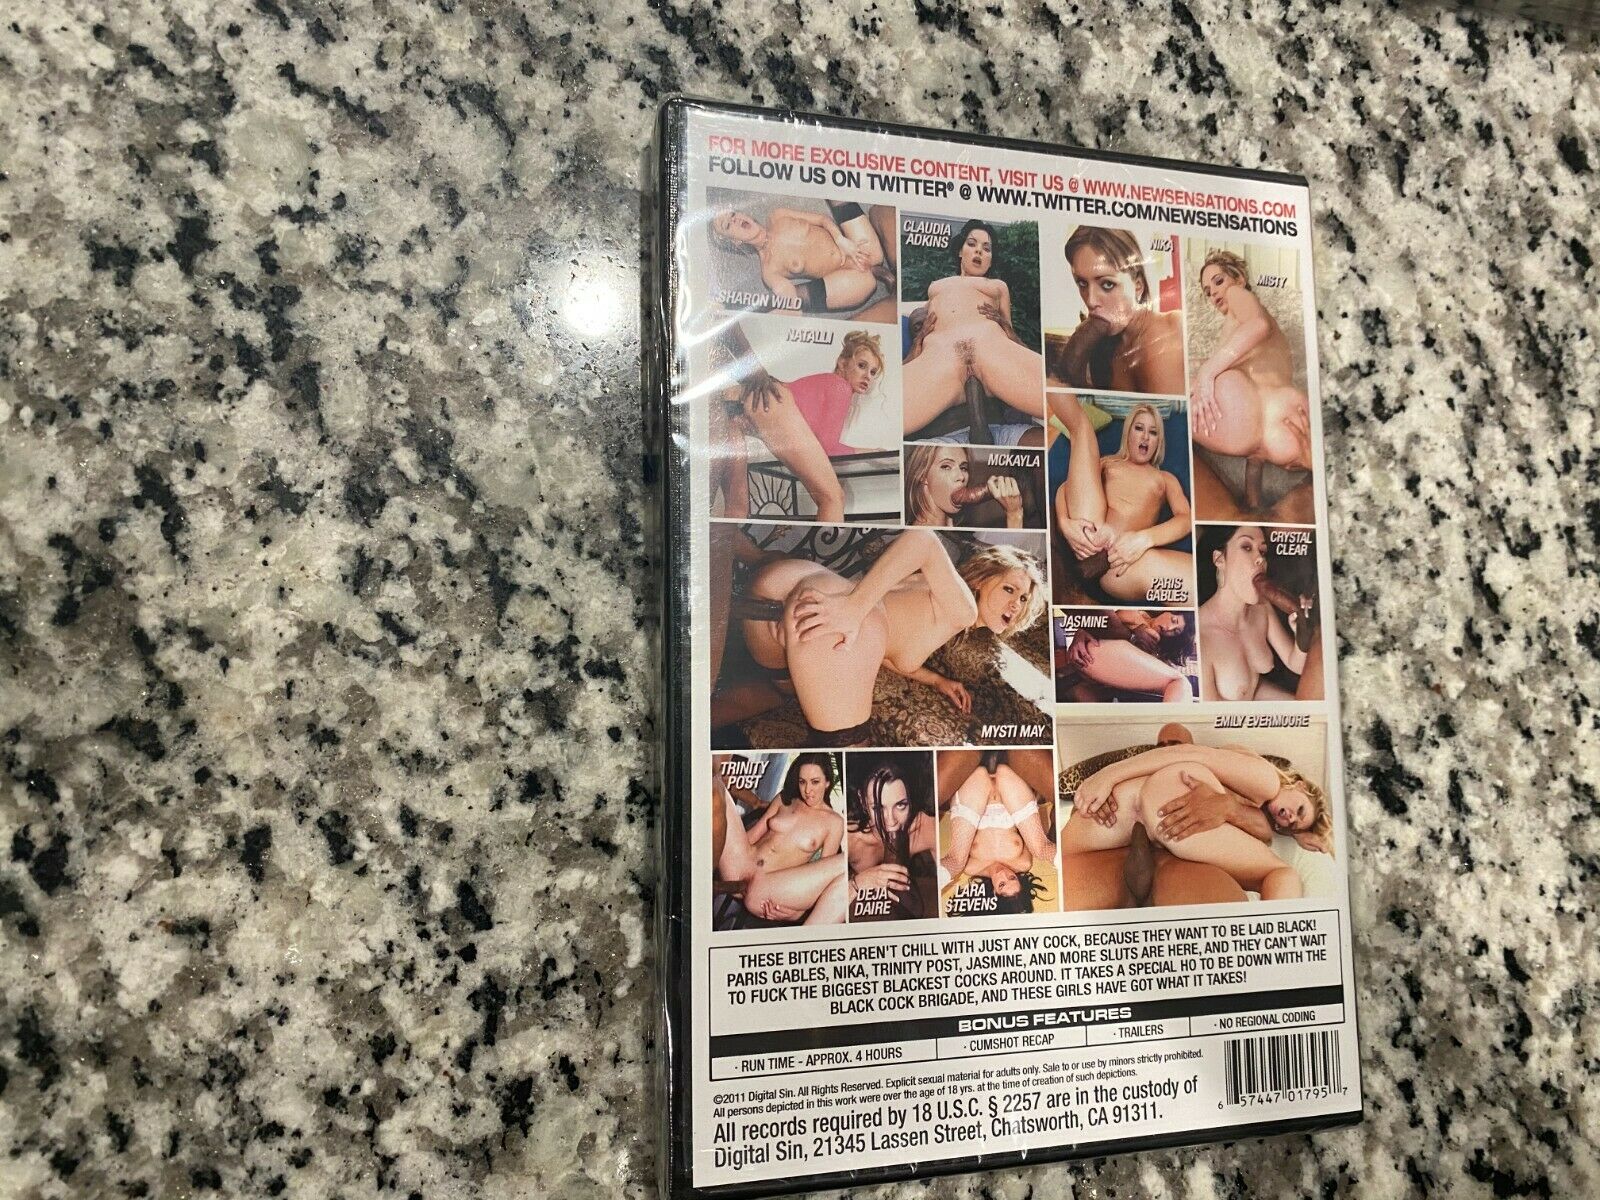 FOR MORE EXCLUSIVE CONTENT, VISIT US @ WWW.NEWSENSATIONS.COM
FOLLOW US ON TWITTER® @ WWW.TWITTER.COM/NEWSENSATIONS
SHARON WILD
CLAUDIA
ADKINS
NIKA
MISTY
NATALLI
MCKAYLA
PARIS
GABLES
CRYSTAL
CLEAR
JASMINE
MYSTI MAY
EMILY EVERMOORE
TRINITY
POST
DEJA
DAIRE
LARA
STEVENS
THESE BITCHES AREN'T CHILL WITH JUST ANY COCK, BECAUSE THEY WANT TO BE LAID BLACK!
PARIS GABLES, NIKA, TRINITY POST, JASMINE, AND MORE SLUTS ARE HERE, AND THEY CAN'T WAIT
TO FUCK THE BIGGEST BLACKEST COCKS AROUND. IT TAKES A SPECIAL HO TO BE DOWN WITH THE
BLACK COCK BRIGADE, AND THESE GIRLS HAVE GOT WHAT IT TAKES!
BONUS FEATURES
· RUN TIME - APPROX. 4 HOURS
· CUMSHOT RECAP
· TRAILERS
· NO REGIONAL CODING
©2011 Digital Sin. All Rights Reserved. Explicit sexual material for adults only. Sale to or use by minors strictly prohibited.
All persons depicted in this work were over the age of 18 yrs. at the time of creation of such depictions.
All records required by 18 U.S.C. § 2257 are in the custody of
Digital Sin, 21345 Lassen Street, Chatsworth, CA 91311.
6 57447 01795 7